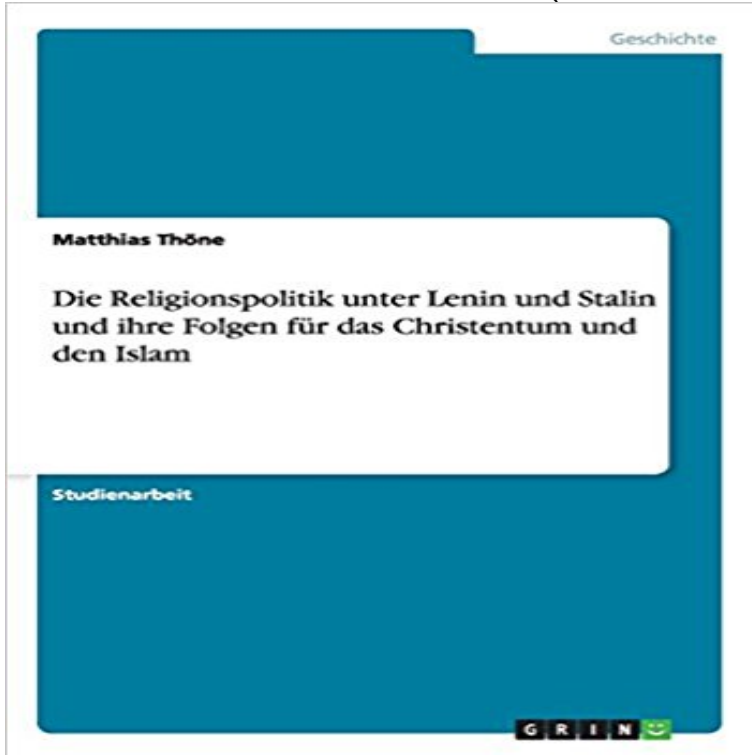 Geschichte
Matthias Thöne
Die Religionspolitik unter Lenin und Stalin
und ihre Folgen für das Christentum und
den Islam
Studienarbeit
GRIN